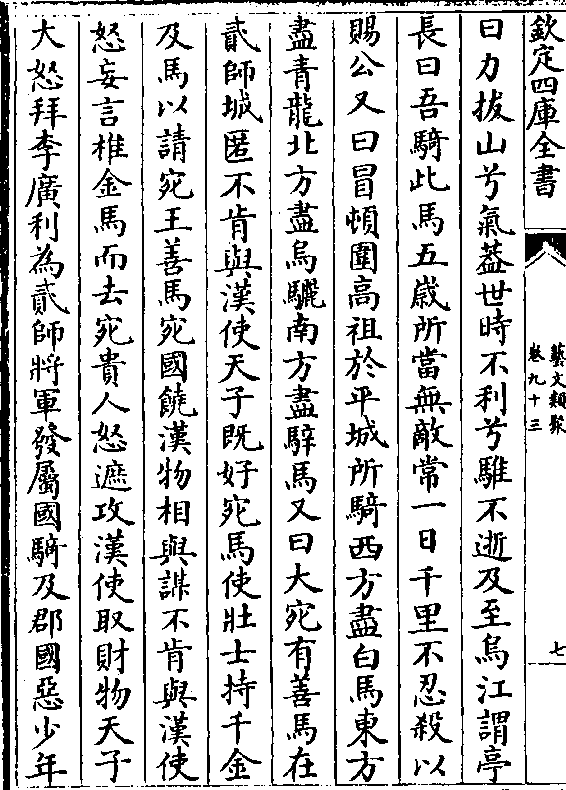 欽定四庫全書
藝文類聚
卷九十三
七
曰力拔山兮氣蓋世時不利兮騅不逝及至烏江謂亭
長曰吾騎此馬五歲所當無敵常一日千里不忍殺以
賜公又曰冒頓圍高祖於平城所騎西方盡白馬東方
盡青龍北方盡烏驪南方盡騂馬又曰大宛有善馬在
貳師城匿不肯與漢使天子既好宛馬使壯士持千金
及馬以請宛王善馬宛國饒漢物相與謀不肯與漢使
怒妄言椎金馬而去宛貴人怒遮攻漢使取財物天子
大怒拜李廣利為貳師將軍發屬國騎及郡國惡少年